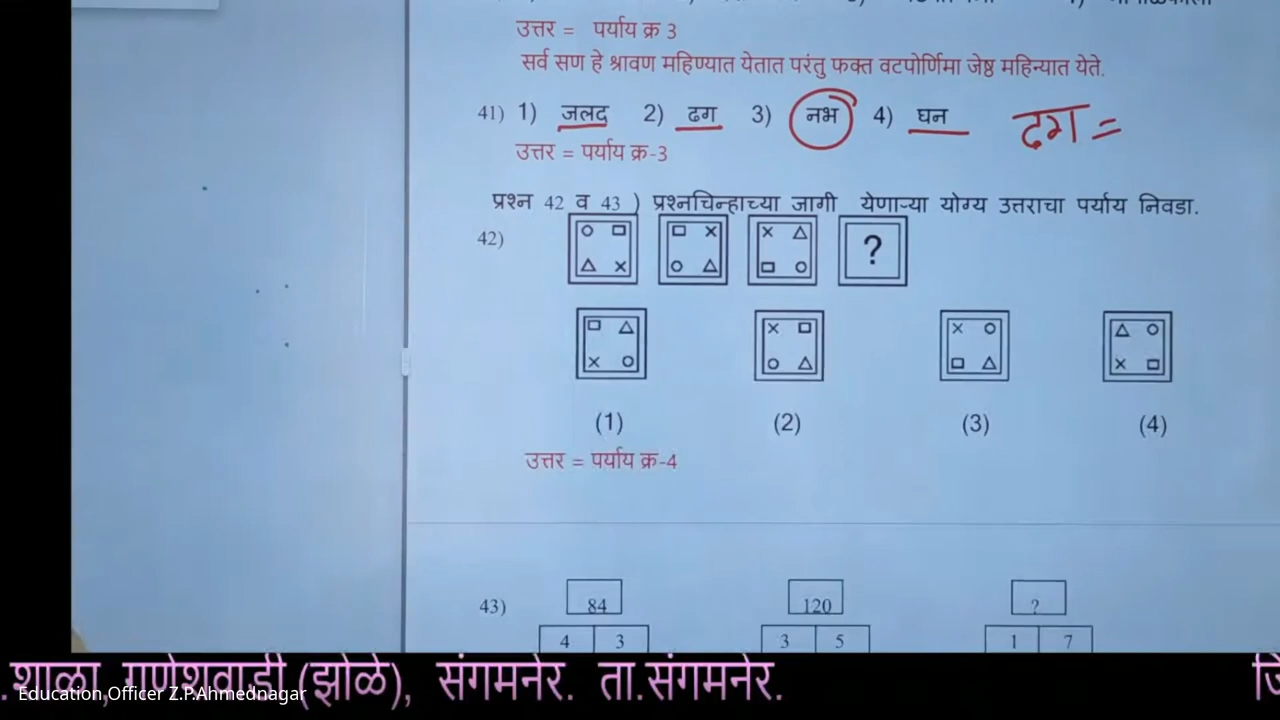 उत्तर = पर्याय क्र 3
सर्व सण हे श्रावण महिण्यात येतात परंतु फक्त वटपोर्णिमा जेष्ठ महिन्यात येते.
41) 1) जलद 2) ढग 3) नभ 4) घन ढग =
उत्तर = पर्याय क्र-3
प्रश्न 42 व 43 ) प्रश्नचिन्हाच्या जागी येणाऱ्या योग्य उत्तराचा पर्याय निवडा.
42)
?
(1) (2) (3) (4)
उत्तर = पर्याय क्र-4
43) 84 120 ?
4 3 3 5 1 7
.शाळा,गणेशवाडी (झोळे), संगमनेर. ता.संगमनेर. जि
Education,Officer Z.P.Ahmednagar